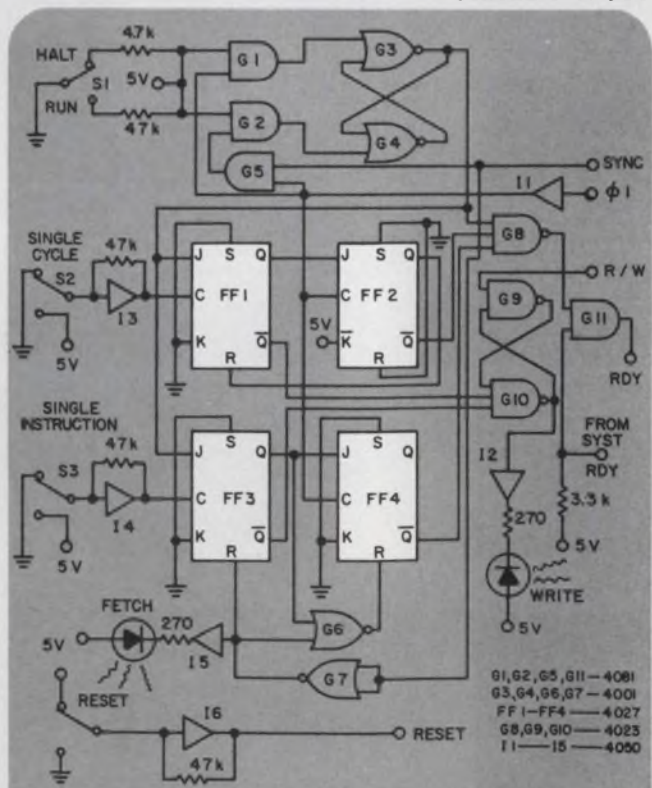 4.7k
HALT
S1
5V
RUN
47k
G1
G2
G3
G4
G5
SYNC
I1
φ1
G8
R/W
SINGLE
CYCLE
47k
S2
I3
5V
J S Q
C FF1
K Q̅
R
J S Q
C FF2
5V
K̅ Q̅
R
G9
G10
G11
RDY
FROM
SYST
RDY
SINGLE
INSTRUCTION
47k
S3
I4
5V
J S Q
C FF3
K Q̅
R
J S Q
C FF4
K Q̅
R
I2
270
3.3k
5V
WRITE
5V
FETCH
5V
270
I5
G6
G7
RESET
5V
I6
47k
RESET
G1,G2,G5,G11—4081
G3,G4,G6,G7—4001
FF1-FF4—4027
G8,G9,G10—4023
I1—I5—4050